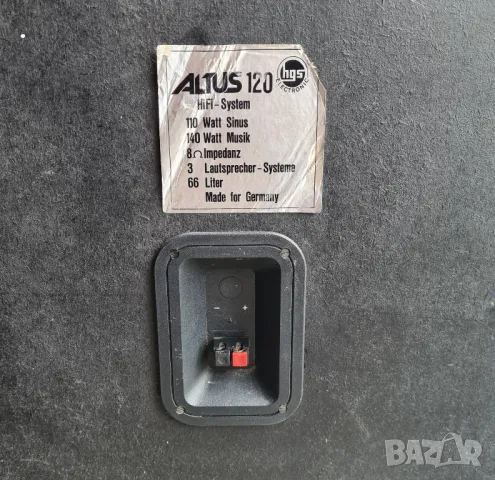 ALTUS 120
hgs
ELECTRONIC
HiFi-System
110 Watt Sinus
140 Watt Musik
8 Ω Impedanz
3 Lautsprecher-Systeme
66 Liter
Made for Germany
- +
BAZAR